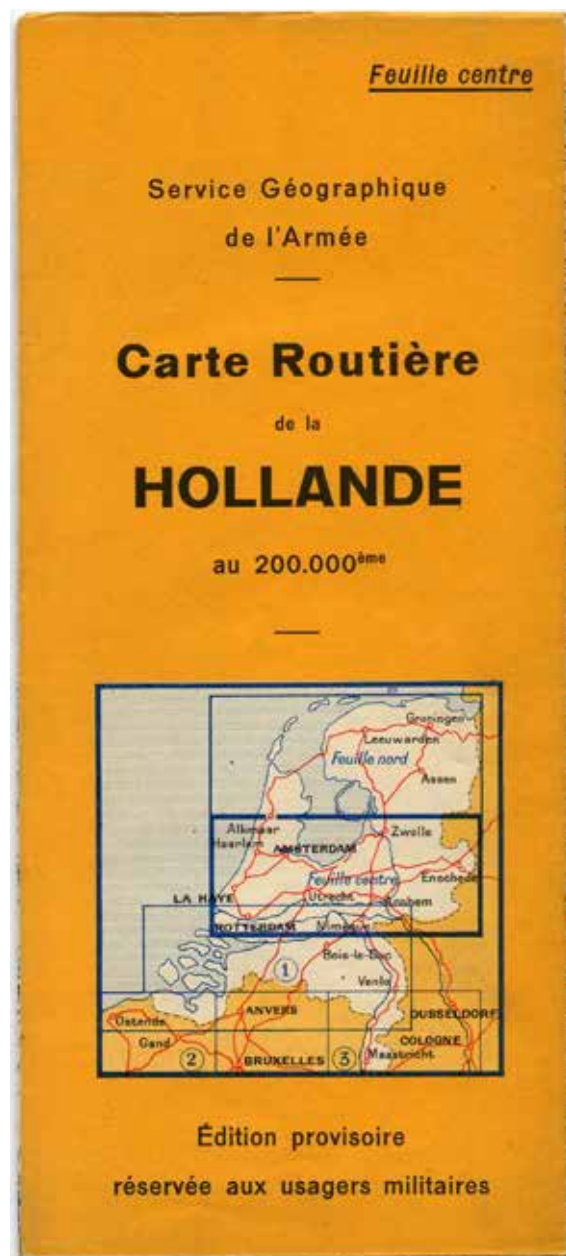 Feuille centre
Service Géographique
de l'Armée
Carte Routière
de la
HOLLANDE
au 200.000ème
Groningen
Leeuwarden
Feuille nord
Assen
Alkmaar
Zwolle
Haarlem
AMSTERDAM
Feuille centre
Enschede
LA HAYE
Utrecht
Arnhem
ROTTERDAM
Nimègue
Bois-le-Duc
1
Venlo
ANVERS
DUSSELDORF
Ostende
Gand
COLOGNE
2
BRUXELLES
3
Maastricht
Édition provisoire
réservée aux usagers militaires